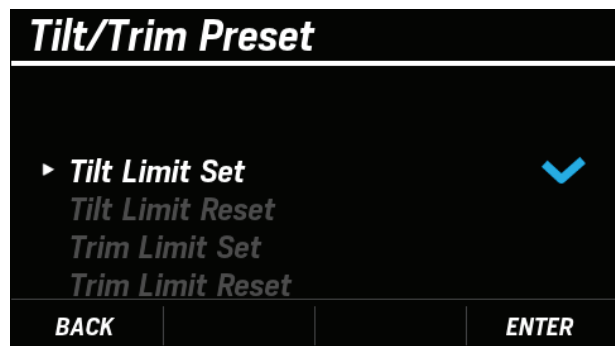 Tilt/Trim Preset
Tilt Limit Set
Tilt Limit Reset
Trim Limit Set
Trim Limit Reset
BACK ENTER